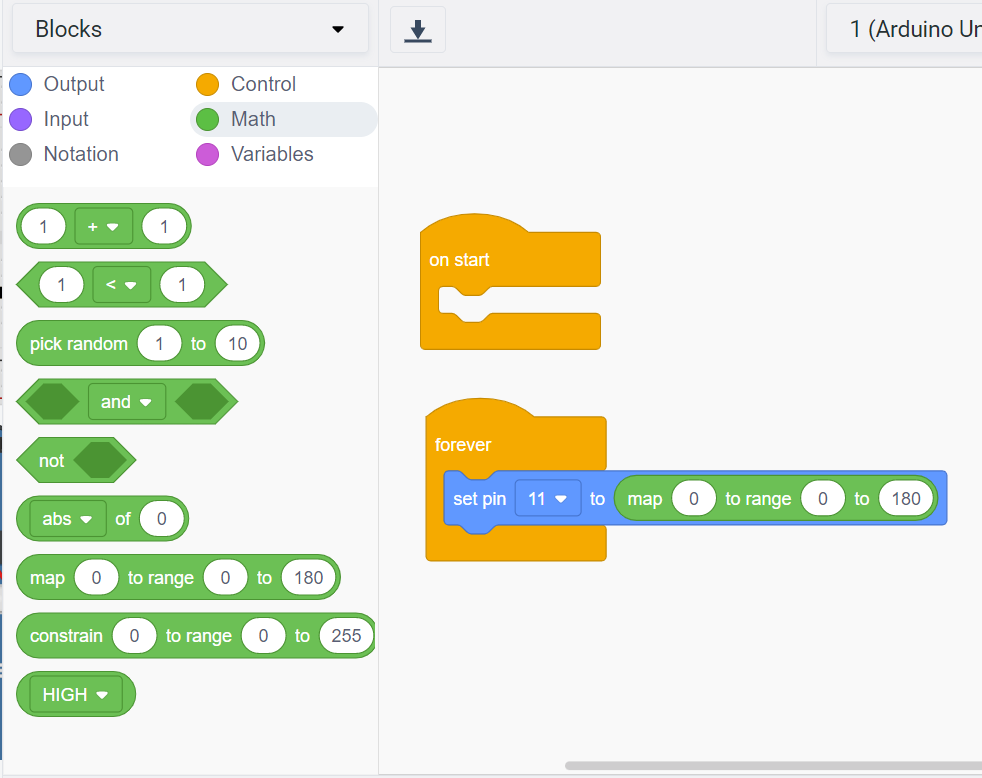 Blocks
1 (Arduino Un
Output
Control
Input
Math
Notation
Variables
1 + 1
1 < 1
pick random 1 to 10
and
not
abs of 0
map 0 to range 0 to 180
constrain 0 to range 0 to 255
HIGH
on start
forever
set pin 11 to map 0 to range 0 to 180